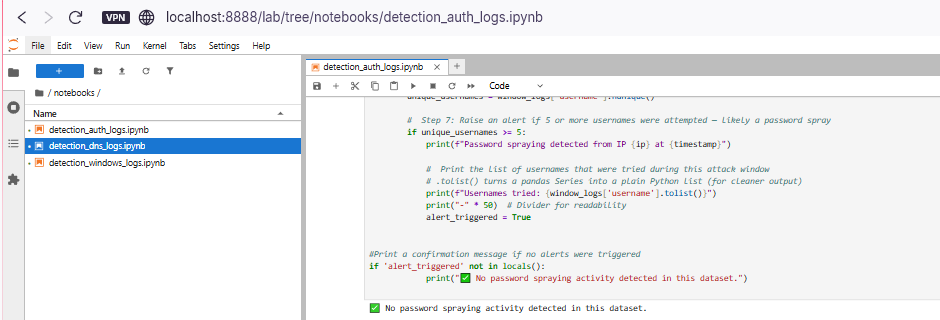 VPN localhost:8888/lab/tree/notebooks/detection_auth_logs.ipynb
File Edit View Run Kernel Tabs Settings Help
+
/ notebooks /
Name
detection_auth_logs.ipynb
detection_dns_logs.ipynb
detection_windows_logs.ipynb
detection_auth_logs.ipynb × +
Code
unique_usernames = window_logs['username'].nunique()
# Step 7: Raise an alert if 5 or more usernames were attempted — likely a password spray
if unique_usernames >= 5:
print(f"Password spraying detected from IP {ip} at {timestamp}")
# Print the list of usernames that were tried during this attack window
# .tolist() turns a pandas Series into a plain Python list (for cleaner output)
print(f"Usernames tried: {window_logs['username'].tolist()}")
print("-" * 50) # Divider for readability
alert_triggered = True
#Print a confirmation message if no alerts were triggered
if 'alert_triggered' not in locals():
print("✅ No password spraying activity detected in this dataset.")
✅ No password spraying activity detected in this dataset.